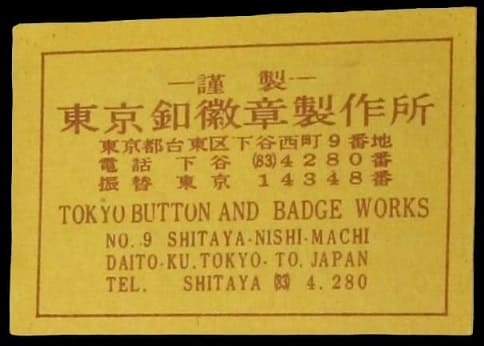 —謹製—
東京釦徽章製作所
東京都台東区下谷西町9番地
電話 下谷 (83)4280番
振替 東京 14348番
TOKYO BUTTON AND BADGE WORKS
NO. 9 SHITAYA-NISHI-MACHI
DAITO-KU. TOKYO-TO. JAPAN
TEL. SHITAYA (83) 4.280